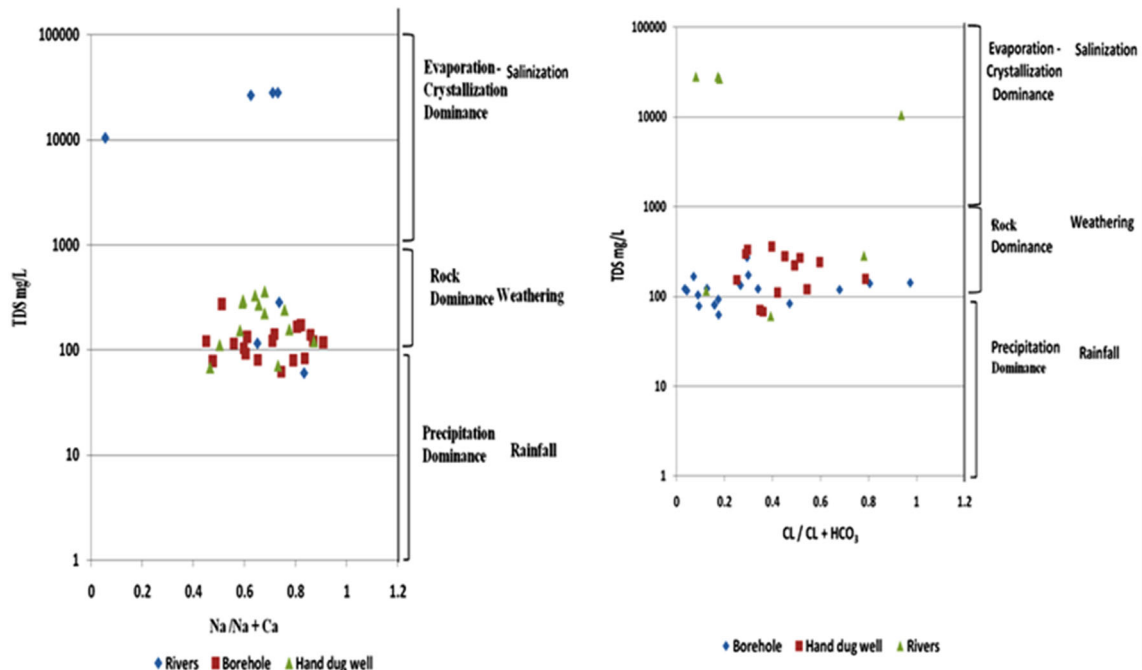 100000
10000
1000
100
10
1
TDS mg/L
0 0.2 0.4 0.6 0.8 1 1.2
Na/Na + Ca
Evaporation - Salinization
Crystallization
Dominance
Rock
Dominance Weathering
Precipitation Rainfall
Dominance
Rivers Borehole Hand dug well
100000
10000
1000
100
10
1
TDS mg/L
0 0.2 0.4 0.6 0.8 1 1.2
CL / CL + HCO₃
Evaporation - Salinization
Crystallization
Dominance
Rock Weathering
Dominance
Precipitation Rainfall
Dominance
Borehole Hand dug well Rivers